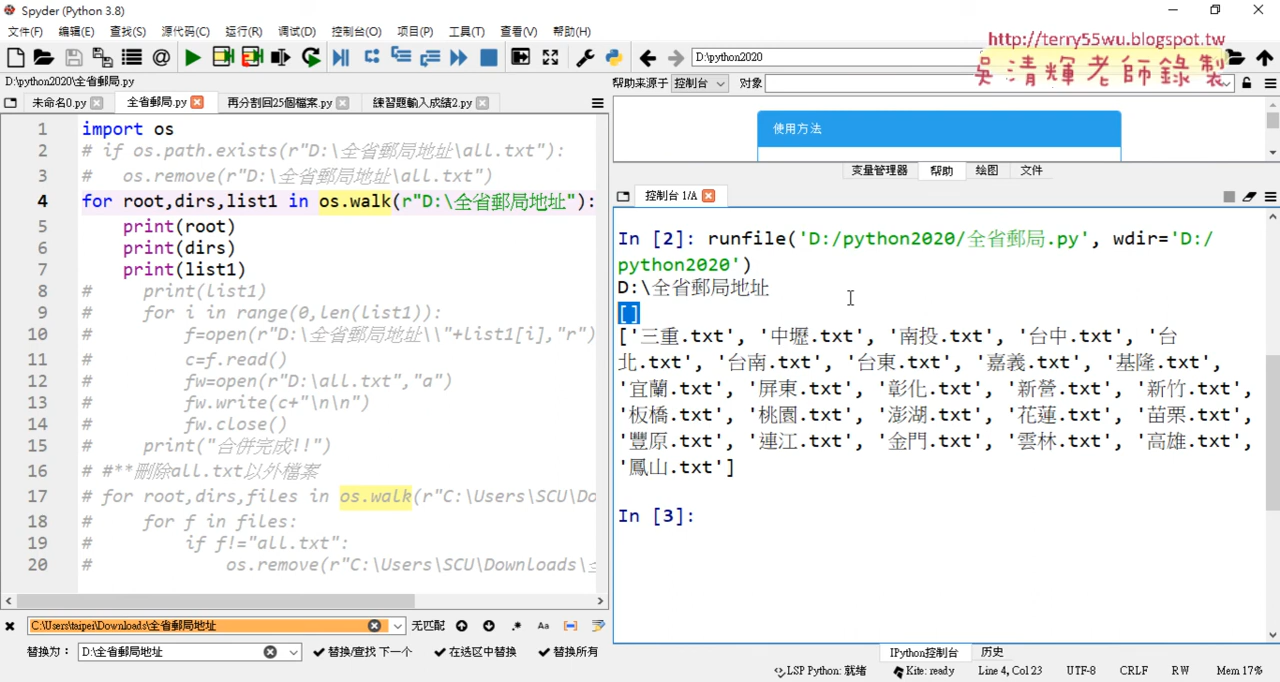 Spyder (Python 3.8)
文件(F) 编辑(E) 查找(S) 源代码(C) 运行(R) 调试(D) 控制台(O) 项目(P) 工具(T) 查看(V) 帮助(H)
D:\python2020
http://terry55wu.blogspot.tw
吳清輝老師錄製
D:\python2020\全省郵局.py
帮助来源于 控制台 对象
未命名0.py 全省郵局.py 再分割回25個檔案.py 練習題輸入成績2.py
使用方法
变量管理器 帮助 绘图 文件
控制台 1/A
1 import os
2 # if os.path.exists(r"D:\全省郵局地址\all.txt"):
3 #   os.remove(r"D:\全省郵局地址\all.txt")
4 for root,dirs,list1 in os.walk(r"D:\全省郵局地址"):
5     print(root)
6     print(dirs)
7     print(list1)
8 #     print(list1)
9 #     for i in range(0,len(list1)):
10 #         f=open(r"D:\全省郵局地址\\"+list1[i],"r")
11 #         c=f.read()
12 #         fw=open(r"D:\all.txt","a")
13 #         fw.write(c+"\n\n")
14 #         fw.close()
15 #     print("合併完成!!")
16 # #**刪除all.txt以外檔案
17 # for root,dirs,files in os.walk(r"C:\Users\SCU\Do
18 #     for f in files:
19 #         if f!="all.txt":
20 #             os.remove(r"C:\Users\SCU\Downloads\
In [2]: runfile('D:/python2020/全省郵局.py', wdir='D:/
python2020')
D:\全省郵局地址
[]
['三重.txt', '中壢.txt', '南投.txt', '台中.txt', '台
北.txt', '台南.txt', '台東.txt', '嘉義.txt', '基隆.txt',
'宜蘭.txt', '屏東.txt', '彰化.txt', '新營.txt', '新竹.txt',
'板橋.txt', '桃園.txt', '澎湖.txt', '花蓮.txt', '苗栗.txt',
'豐原.txt', '連江.txt', '金門.txt', '雲林.txt', '高雄.txt',
'鳳山.txt']
In [3]:
C:\Users\taipei\Downloads\全省郵局地址 无匹配 .* Aa
替换为： D:\全省郵局地址 替换/查找 下一个 在选区中替换 替换所有
IPython控制台 历史
LSP Python: 就绪 Kite: ready Line 4, Col 23 UTF-8 CRLF RW Mem 17%